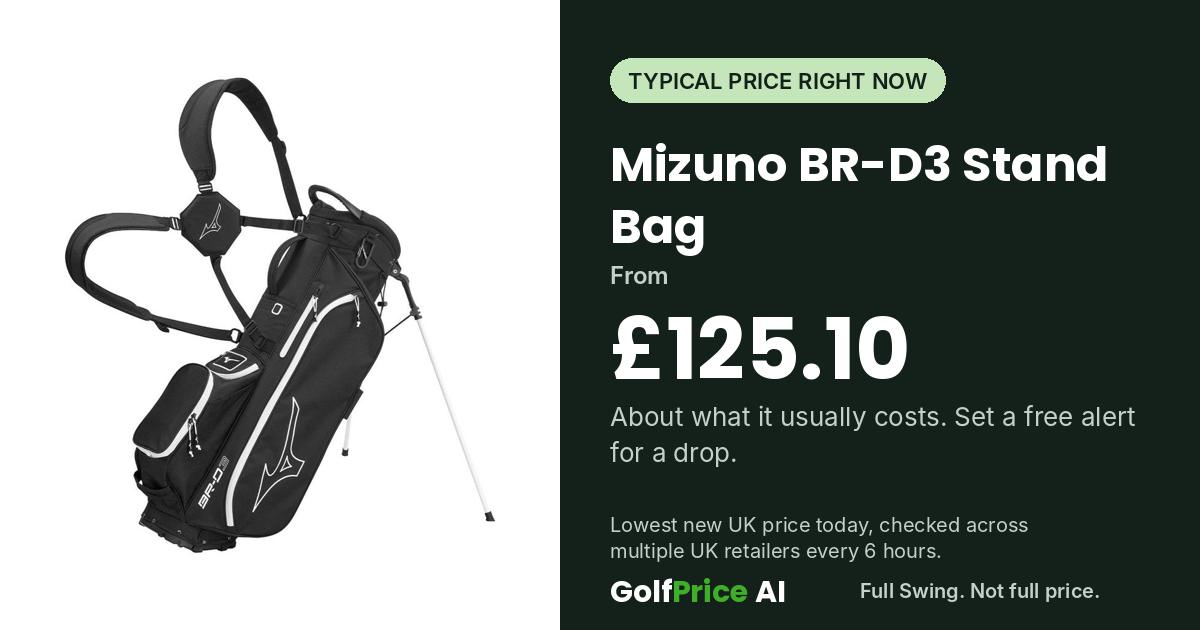 TYPICAL PRICE RIGHT NOW
Mizuno BR-D3 Stand
Bag
From
£125.10
About what it usually costs. Set a free alert
for a drop.
Lowest new UK price today, checked across
multiple UK retailers every 6 hours.
GolfPrice AI
Full Swing. Not full price.
BR-D3